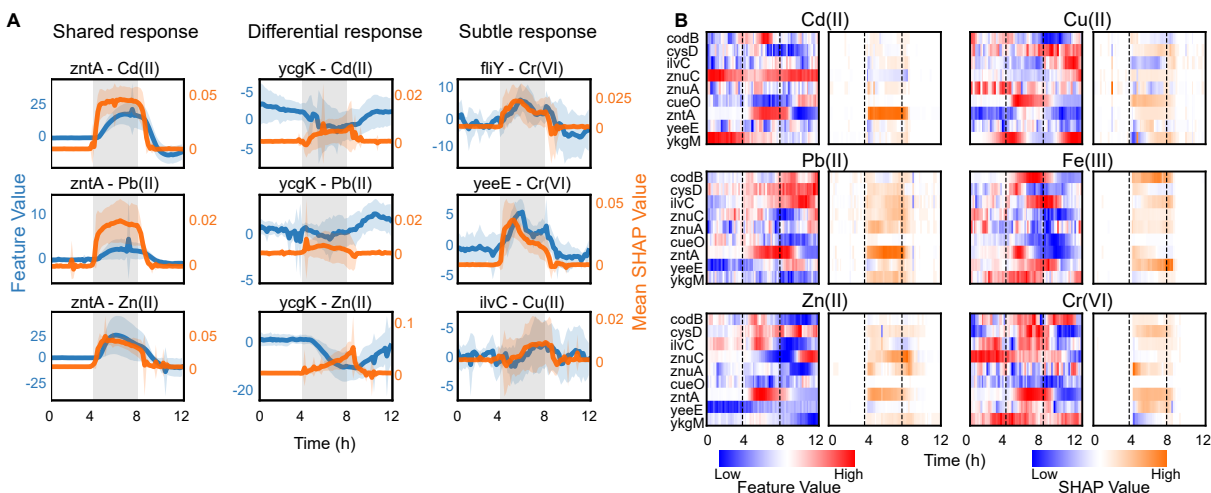 A
Shared response
Differential response
Subtle response
zntA - Cd(II)
ycgK - Cd(II)
fliY - Cr(VI)
25
0
0.05
0
5
0
-5
-5
0.02
0
10
0
-10
0.025
0
zntA - Pb(II)
ycgK - Pb(II)
yeeE - Cr(VI)
10
0
0.02
0
5
0
-5
0.02
0
5
0
-5
0.05
0
zntA - Zn(II)
ycgK - Zn(II)
ilvC - Cu(II)
25
0
-25
0.05
0
0
-20
0.1
0
5
0
-5
0.02
0
0 4 8 12
0 4 8 12
0 4 8 12
Time (h)
Feature Value
Mean SHAP Value
B
Cd(II)
Cu(II)
codB
cysD
ilvC
znuC
znuA
cueO
zntA
yeeE
ykgM
Pb(II)
Fe(III)
codB
cysD
ilvC
znuC
znuA
cueO
zntA
yeeE
ykgM
Zn(II)
Cr(VI)
codB
cysD
ilvC
znuC
znuA
cueO
zntA
yeeE
ykgM
0 4 8 12
0 4 8 12
0 4 8 12
0 4 8 12
Time (h)
Low
High
Feature Value
Low
High
SHAP Value